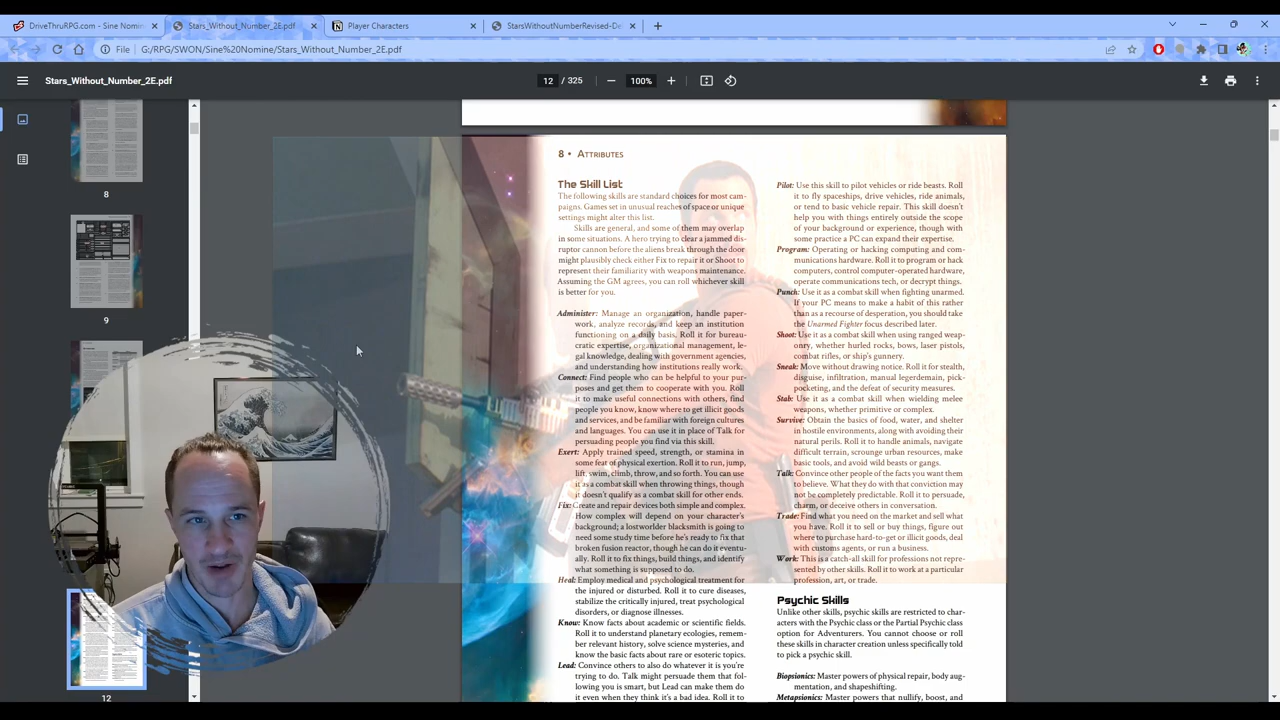 DriveThruRPG.com - Sine Nomin
Stars_Without_Number_2E.pdf
Player Characters
StarsWithoutNumberRevised-De
File
G:/RPG/SWON/Sine%20Nomine/Stars_Without_Number_2E.pdf
Stars_Without_Number_2E.pdf
12 / 325
100%
8
9
12
8 • Attributes
The Skill List
The following skills are standard choices for most cam-
paigns. Games set in unusual reaches of space or unique
settings might alter this list.
Skills are general, and some of them may overlap
in some situations. A hero trying to clear a jammed dis-
ruptor cannon before the aliens break through the door
might plausibly check either Fix to repair it or Shoot to
represent their familiarity with weapons maintenance.
Assuming the GM agrees, you can roll whichever skill
is better for you.
Administer: Manage an organization, handle paper-
work, analyze records, and keep an institution
functioning on a daily basis. Roll it for bureau-
cratic expertise, organizational management, le-
gal knowledge, dealing with government agencies,
and understanding how institutions really work.
Connect: Find people who can be helpful to your pur-
poses and get them to cooperate with you. Roll
it to make useful connections with others, find
people you know, know where to get illicit goods
and services, and be familiar with foreign cultures
and languages. You can use it in place of Talk for
persuading people you find via this skill.
Exert: Apply trained speed, strength, or stamina in
some feat of physical exertion. Roll it to run, jump,
lift, swim, climb, throw, and so forth. You can use
it as a combat skill when throwing things, though
it doesn't qualify as a combat skill for other ends.
Fix: Create and repair devices both simple and complex.
How complex will depend on your character's
background; a lostworlder blacksmith is going to
need some study time before he's ready to fix that
broken fusion reactor, though he can do it eventu-
ally. Roll it to fix things, build things, and identify
what something is supposed to do.
Heal: Employ medical and psychological treatment for
the injured or disturbed. Roll it to cure diseases,
stabilize the critically injured, treat psychological
disorders, or diagnose illnesses.
Know: Know facts about academic or scientific fields.
Roll it to understand planetary ecologies, remem-
ber relevant history, solve science mysteries, and
know the basic facts about rare or esoteric topics.
Lead: Convince others to also do whatever it is you're
trying to do. Talk might persuade them that fol-
lowing you is smart, but Lead can make them do
it even when they think it's a bad idea. Roll it to
Pilot: Use this skill to pilot vehicles or ride beasts. Roll
it to fly spaceships, drive vehicles, ride animals,
or tend to basic vehicle repair. This skill doesn't
help you with things entirely outside the scope
of your background or experience, though with
some practice a PC can expand their expertise.
Program: Operating or hacking computing and com-
munications hardware. Roll it to program or hack
computers, control computer-operated hardware,
operate communications tech, or decrypt things.
Punch: Use it as a combat skill when fighting unarmed.
If your PC means to make a habit of this rather
than as a recourse of desperation, you should take
the Unarmed Fighter focus described later.
Shoot: Use it as a combat skill when using ranged weap-
onry, whether hurled rocks, bows, laser pistols,
combat rifles, or ship's gunnery.
Sneak: Move without drawing notice. Roll it for stealth,
disguise, infiltration, manual legerdemain, pick-
pocketing, and the defeat of security measures.
Stab: Use it as a combat skill when wielding melee
weapons, whether primitive or complex.
Survive: Obtain the basics of food, water, and shelter
in hostile environments, along with avoiding their
natural perils. Roll it to handle animals, navigate
difficult terrain, scrounge urban resources, make
basic tools, and avoid wild beasts or gangs.
Talk: Convince other people of the facts you want them
to believe. What they do with that conviction may
not be completely predictable. Roll it to persuade,
charm, or deceive others in conversation.
Trade: Find what you need on the market and sell what
you have. Roll it to sell or buy things, figure out
where to purchase hard-to-get or illicit goods, deal
with customs agents, or run a business.
Work: This is a catch-all skill for professions not repre-
sented by other skills. Roll it to work at a particular
profession, art, or trade.
Psychic Skills
Unlike other skills, psychic skills are restricted to char-
acters with the Psychic class or the Partial Psychic class
option for Adventurers. You cannot choose or roll
these skills in character creation unless specifically told
to pick a psychic skill.
Biopsionics: Master powers of physical repair, body aug-
mentation, and shapeshifting.
Metapsionics: Master powers that nullify, boost, and